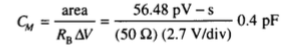 C_M = area / R_B ΔV = 56.48 pV – s / (50 Ω) (2.7 V/div) 0.4 pF